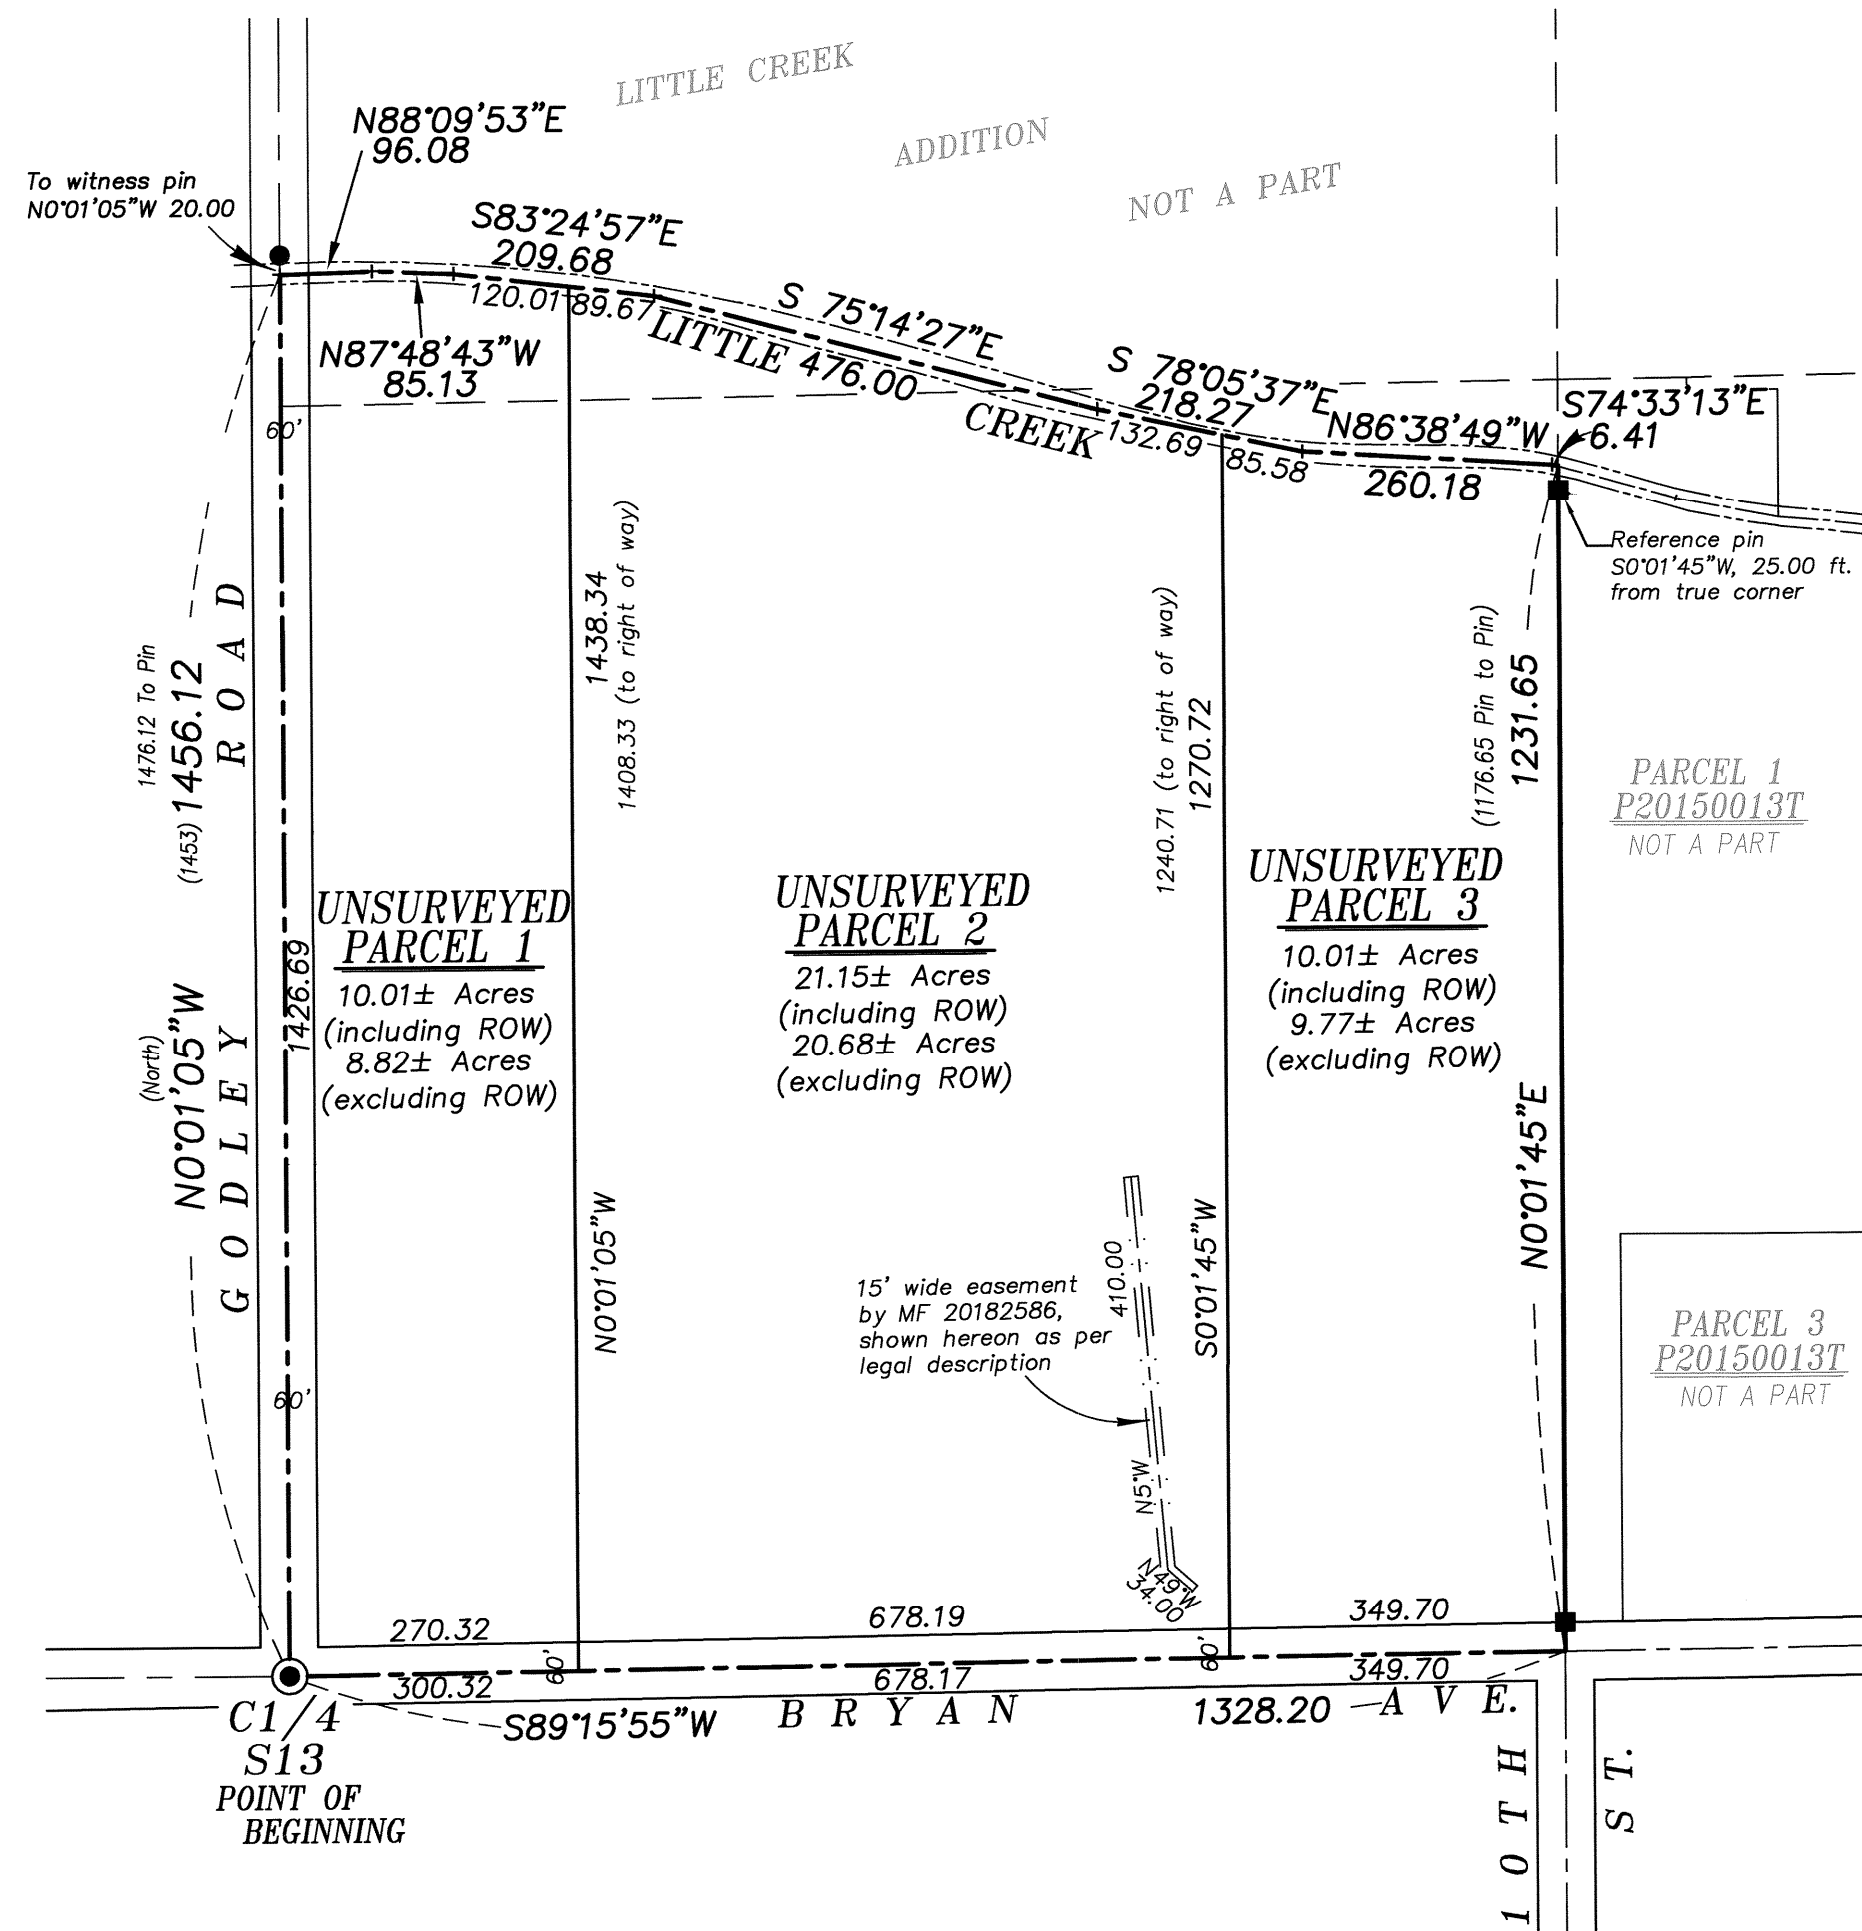 LITTLE CREEK
ADDITION
NOT A PART
N88°09'53"E
96.08
To witness pin
N0°01'05"W 20.00
S83°24'57"E
209.68
120.01
89.67
N87°48'43"W
85.13
S 75°14'27"E
LITTLE
476.00
CREEK
S 78°05'37"E
218.27
132.69
85.58
N86°38'49"W
260.18
S74°33'13"E
6.41
Reference pin
S0°01'45"W, 25.00 ft.
from true corner
60'
1476.12 To Pin
(1453) 1456.12
ROAD
1438.34
1408.33 (to right of way)
1240.71 (to right of way)
1270.72
(1176.65 Pin to Pin)
1231.65
PARCEL 1
P20150013T
NOT A PART
1426.69
UNSURVEYED
PARCEL 1
10.01± Acres
(including ROW)
8.82± Acres
(excluding ROW)
UNSURVEYED
PARCEL 2
21.15± Acres
(including ROW)
20.68± Acres
(excluding ROW)
UNSURVEYED
PARCEL 3
10.01± Acres
(including ROW)
9.77± Acres
(excluding ROW)
(North)
N0°01'05"W
GODLEY
N0°01'05"W
S0°01'45"W
N0°01'45"E
15' wide easement
by MF 20182586,
shown hereon as per
legal description
410.00
N5°W
N49°W
34.00
PARCEL 3
P20150013T
NOT A PART
60'
270.32
678.19
349.70
60'
60'
300.32
678.17
349.70
S89°15'55"W
BRYAN
1328.20
AVE.
C1/4
S13
POINT OF
BEGINNING
10TH
ST.